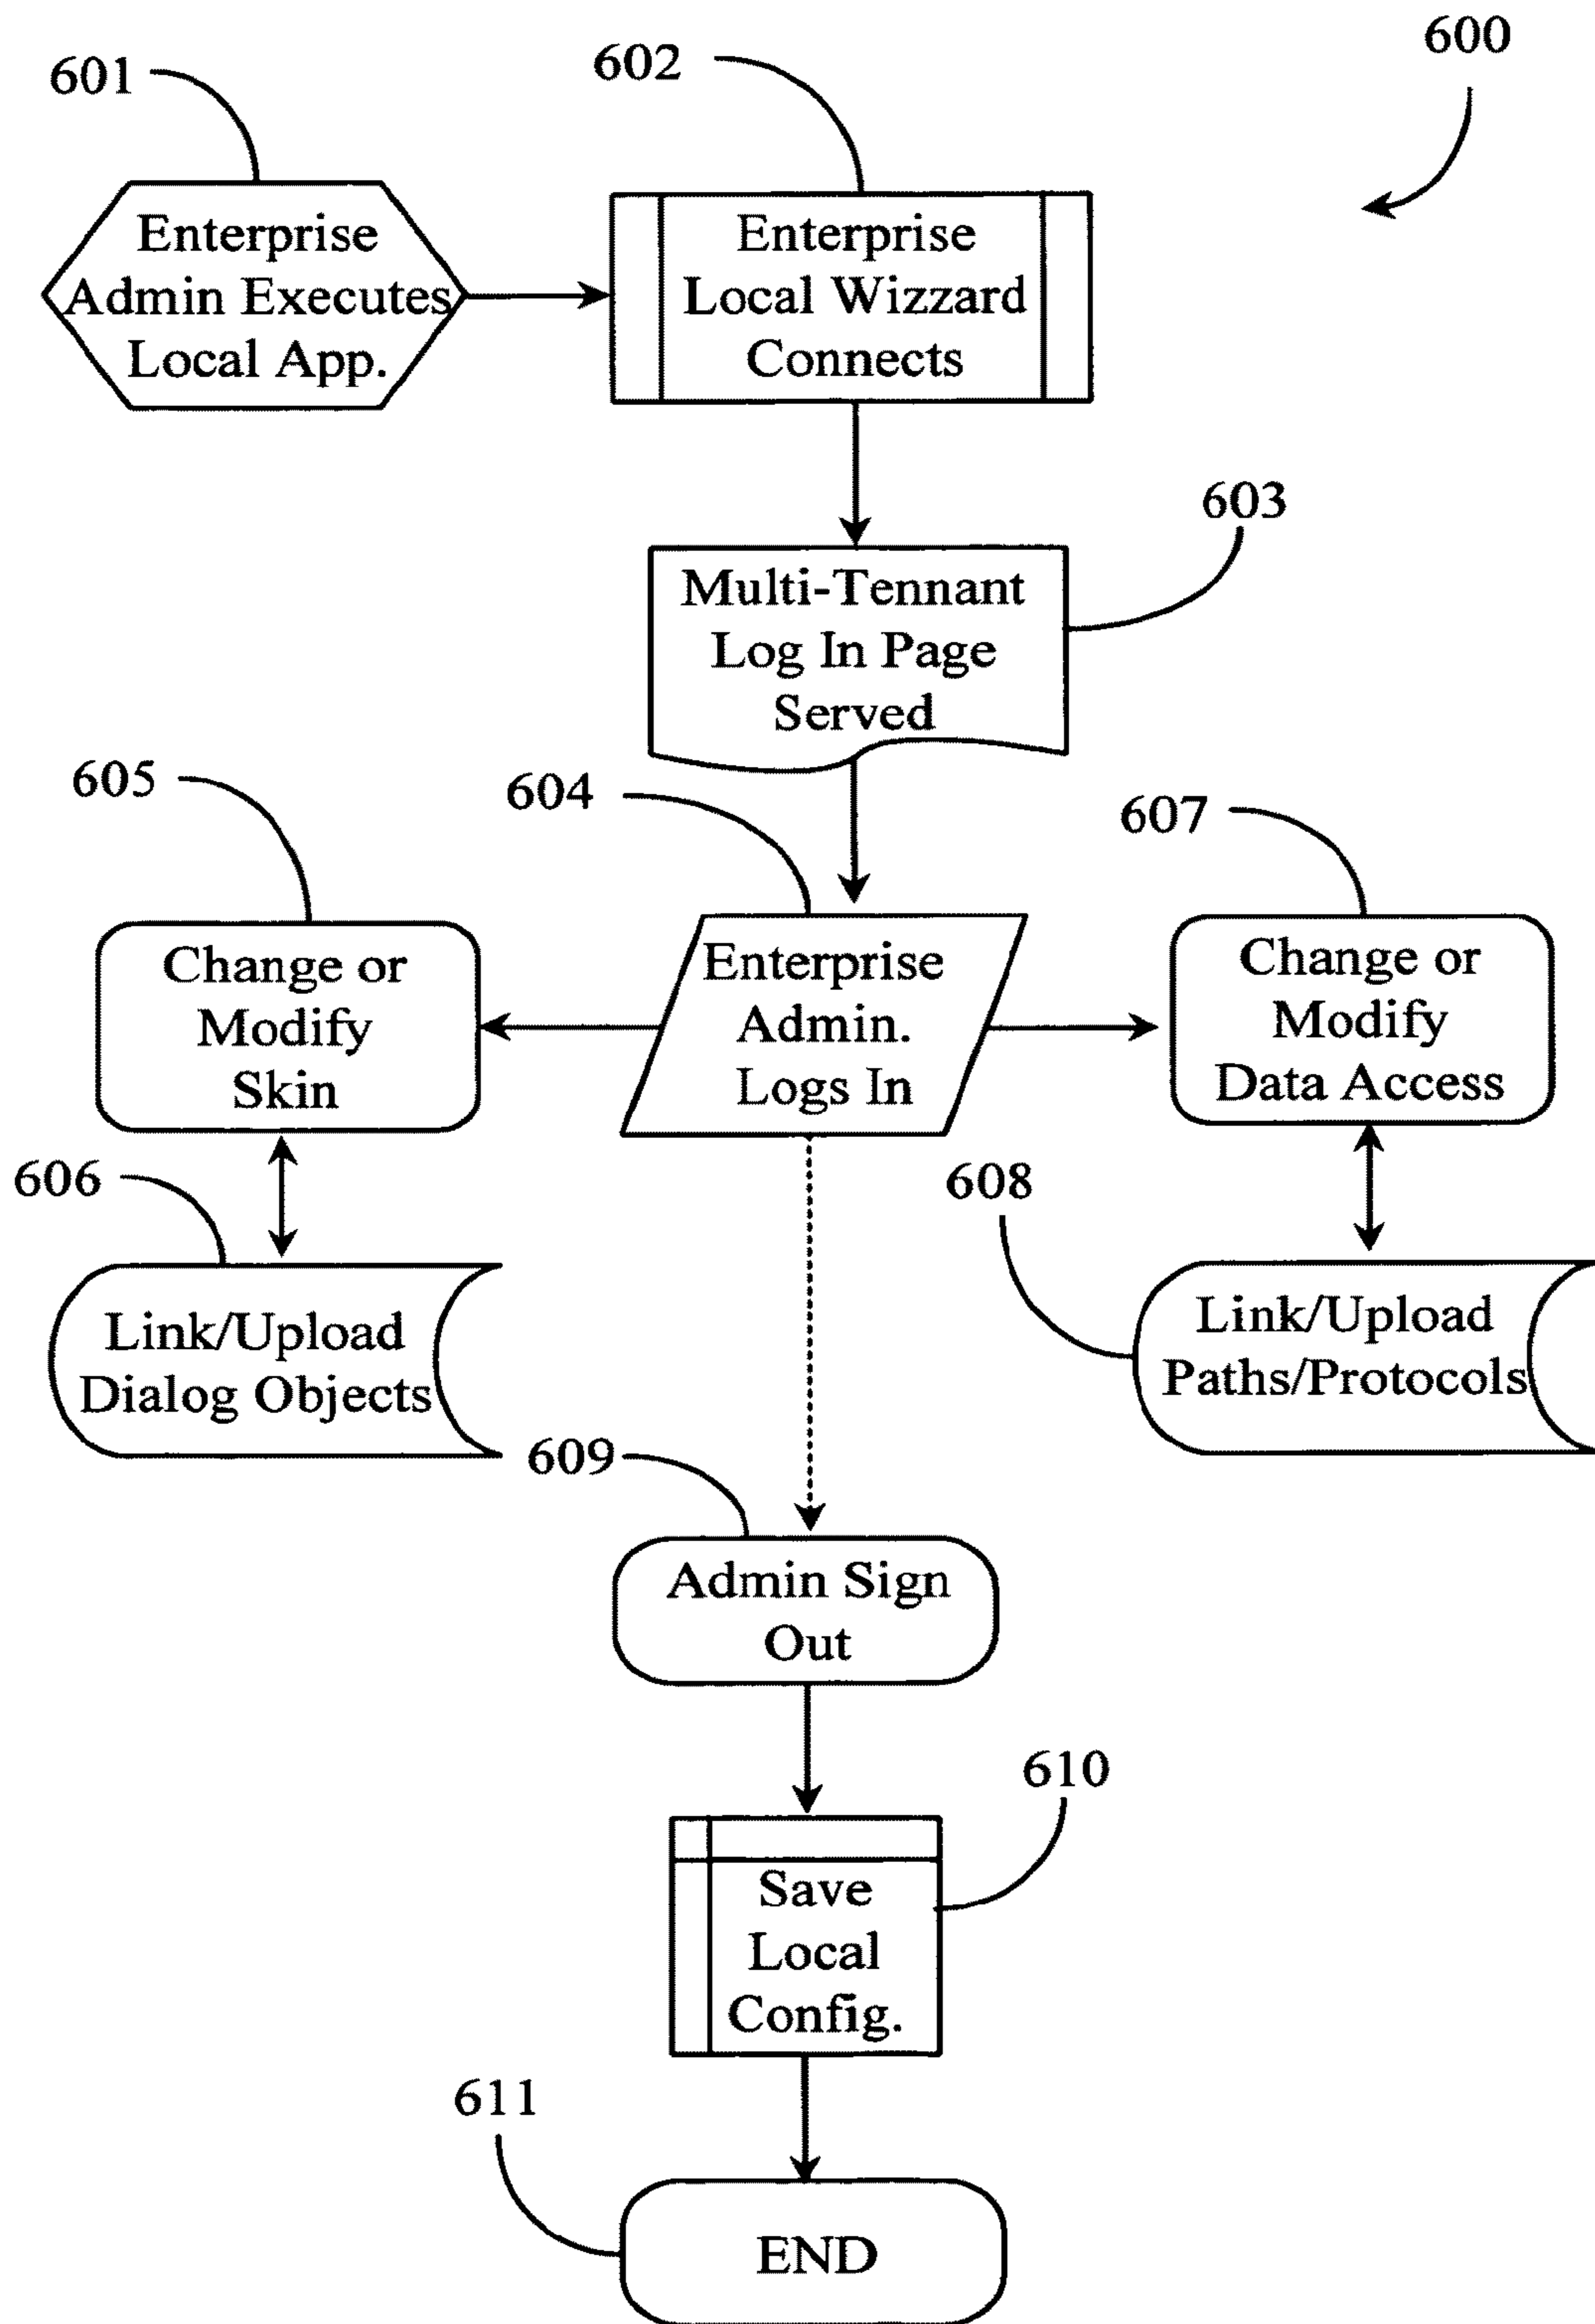 600
601
602
Enterprise
Admin Executes
Local App.
Enterprise
Local Wizzard
Connects
603
Multi-Tennant
Log In Page
Served
605
604
607
Change or
Modify
Skin
Enterprise
Admin.
Logs In
Change or
Modify
Data Access
606
608
Link/Upload
Dialog Objects
Link/Upload
Paths/Protocols
609
Admin Sign
Out
610
Save
Local
Config.
611
END